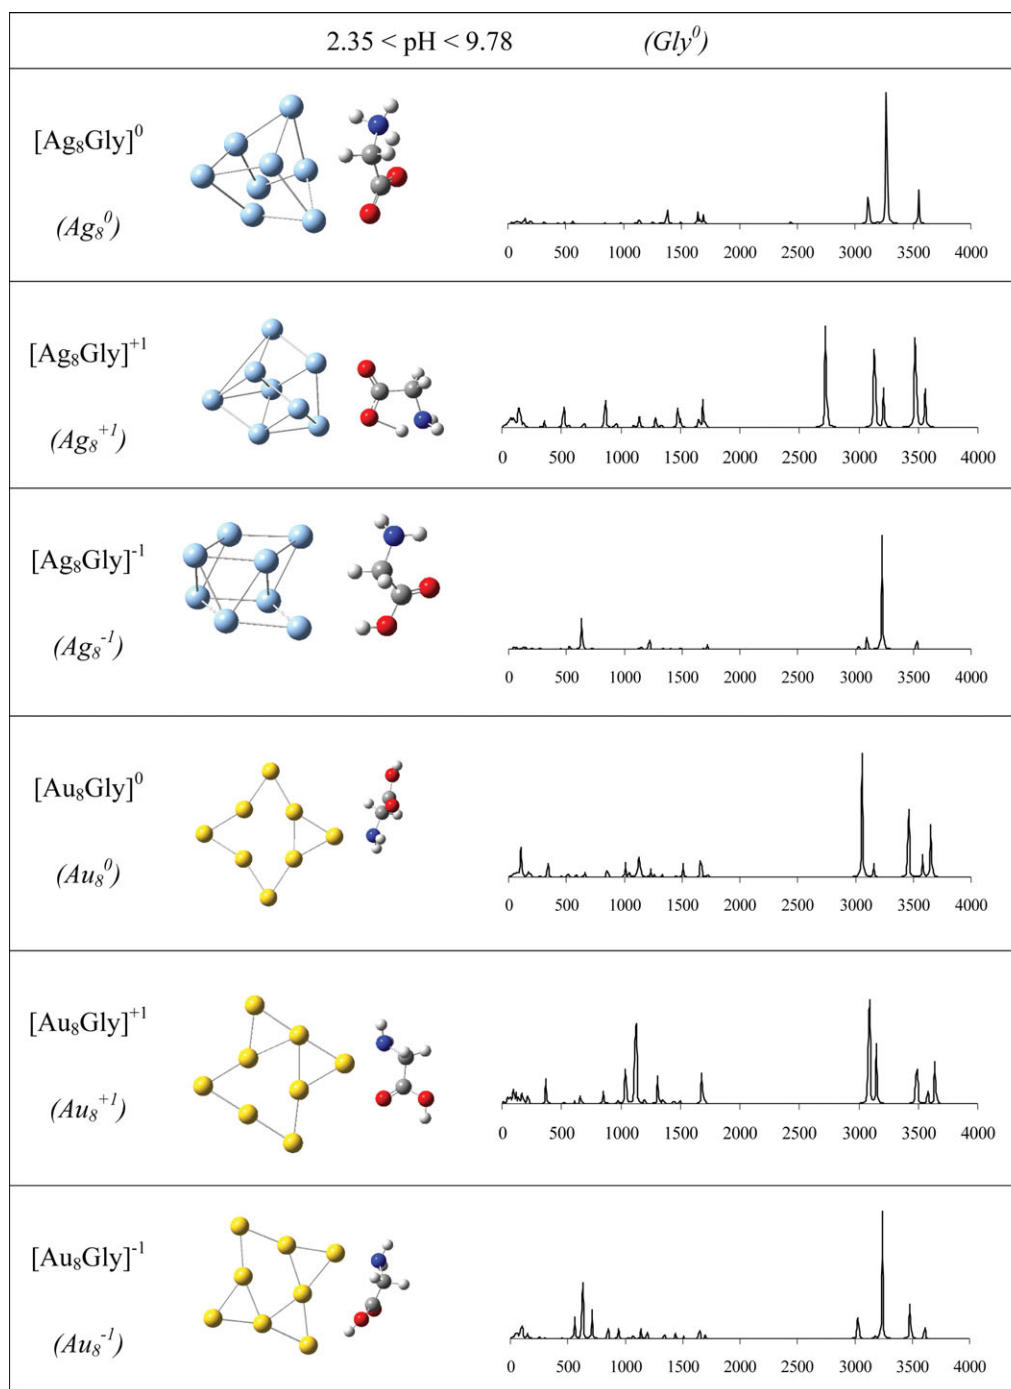 2.35 < pH < 9.78 (Gly⁰)
[Ag₈Gly]⁰
(Ag₈⁰)
0 500 1000 1500 2000 2500 3000 3500 4000
[Ag₈Gly]⁺¹
(Ag₈⁺¹)
0 500 1000 1500 2000 2500 3000 3500 4000
[Ag₈Gly]⁻¹
(Ag₈⁻¹)
0 500 1000 1500 2000 2500 3000 3500 4000
[Au₈Gly]⁰
(Au₈⁰)
0 500 1000 1500 2000 2500 3000 3500 4000
[Au₈Gly]⁺¹
(Au₈⁺¹)
0 500 1000 1500 2000 2500 3000 3500 4000
[Au₈Gly]⁻¹
(Au₈⁻¹)
0 500 1000 1500 2000 2500 3000 3500 4000